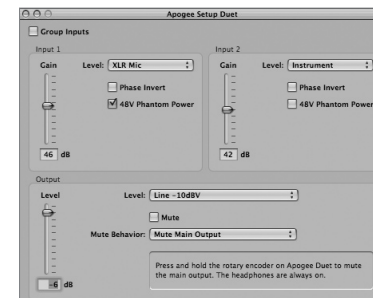 Apogee Setup Duet
Group Inputs
Input 1
Gain
Level: XLR Mic
Phase Invert
48V Phantom Power
46 dB
Input 2
Gain
Level: Instrument
Phase Invert
48V Phantom Power
42 dB
Output
Level
Level: Line -10dBV
Mute
Mute Behavior: Mute Main Output
Press and hold the rotary encoder on Apogee Duet to mute
the main output. The headphones are always on.
-6 dB